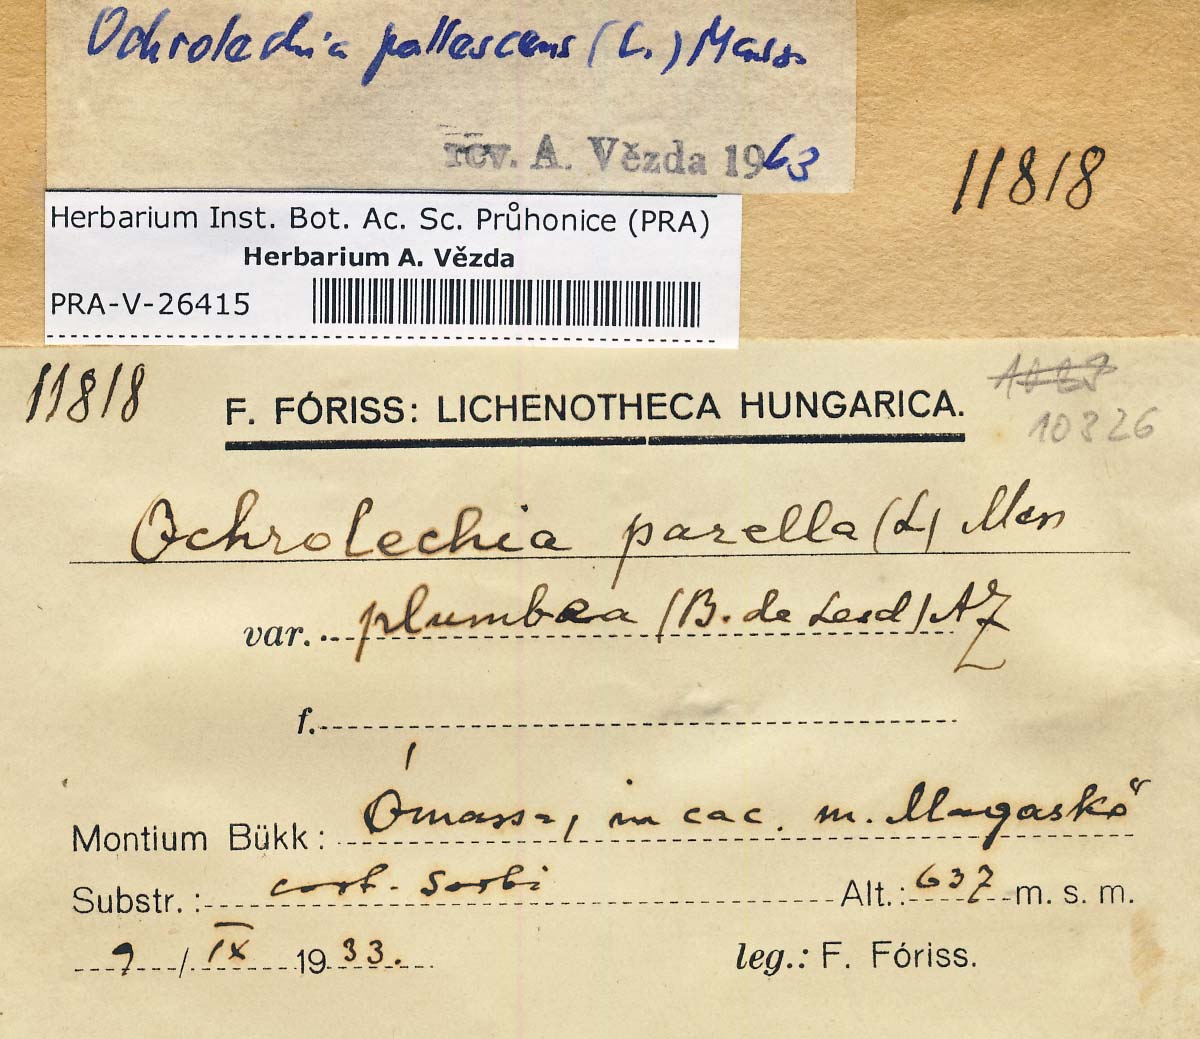 Ochrolechia pallescens (L.) Mass
rev. A. Vězda 1963
11818
Herbarium Inst. Bot. Ac. Sc. Průhonice (PRA)
Herbarium A. Vězda
PRA-V-26415
11818
F. FÓRISS: LICHENOTHECA HUNGARICA.
10326
Ochrolechia parella (L) Mass
var. plumbea (B. de Lesd) AZ
f.
Montium Bükk: Ómassa, in cac. m. Magaskő
Substr.: cort. Sorbi Alt.: 637 m. s. m.
9/IX 1933. leg.: F. Fóriss.